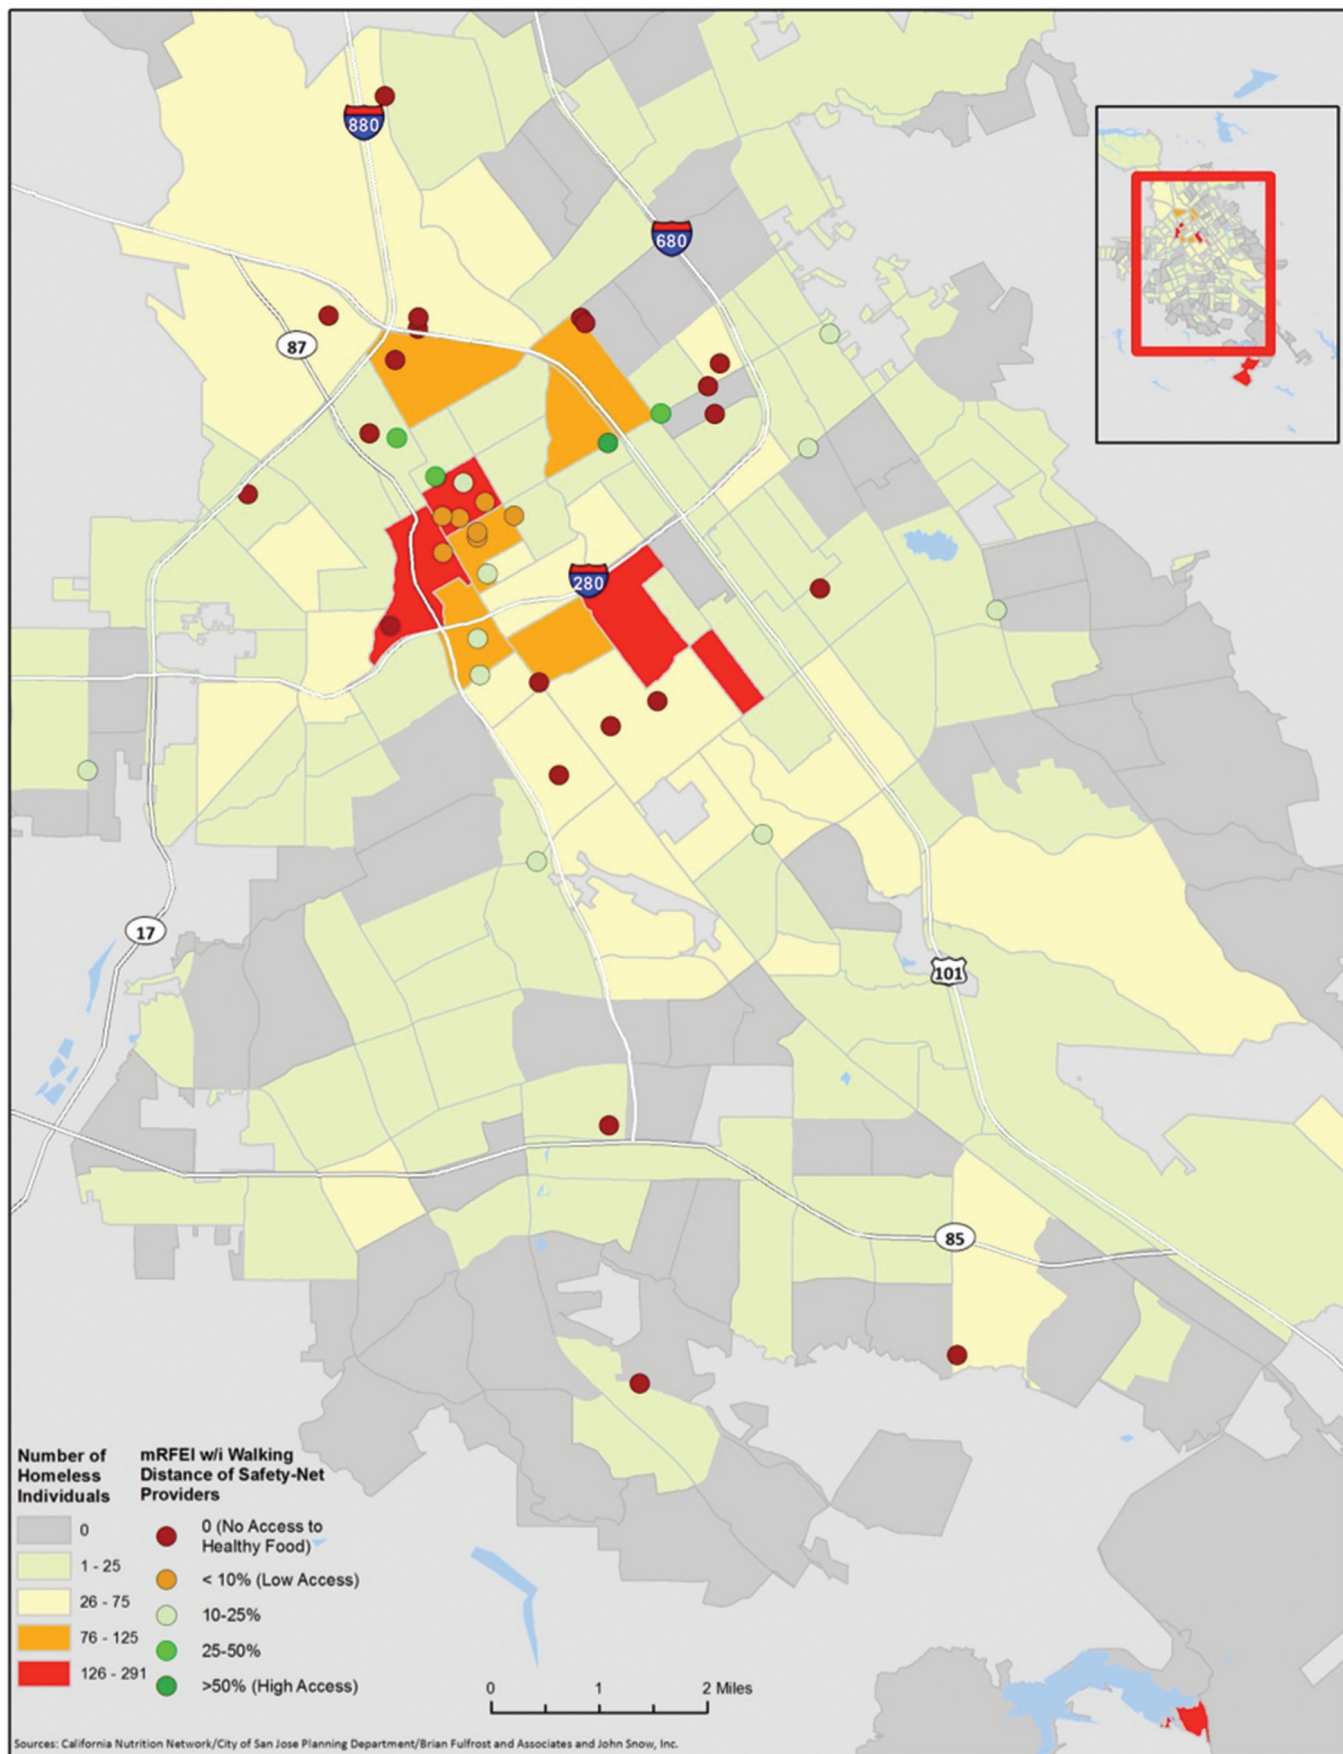 880
680
87
280
17
101
85
Number of
Homeless
Individuals
0
1 - 25
26 - 75
76 - 125
126 - 291
mRFEI w/i Walking
Distance of Safety-Net
Providers
0 (No Access to
Healthy Food)
< 10% (Low Access)
10-25%
25-50%
>50% (High Access)
0 1 2 Miles
Sources: California Nutrition Network/City of San Jose Planning Department/Brian Fulfrost and Associates and John Snow, Inc.